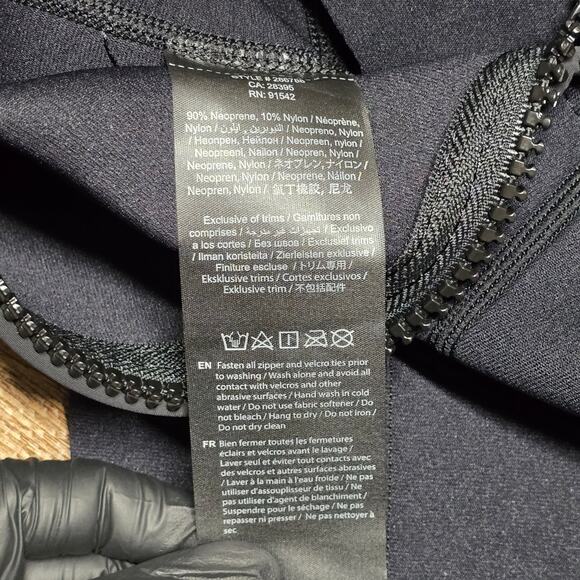 STYLE #
CA: 28395
RN: 91542
90% Neoprene, 10% Nylon / Néoprène,
Nylon / النيوبرين , نايلون / Neopreno, Nylon
/ Неопрен, Нейлон / Neopreen, nylon /
Neopreeni, Nailon / Neopren, Naylon /
Neopren, Nylon / ネオプレン, ナイロン /
Neopren, Nylon / Neoprene, Nailon /
Neopren, Nylon / 氯丁橡胶, 尼龙
Exclusive of trims / Garnitures non
comprises / تجهيزات غير مدرجة / Exclusivo
a los cortes / Без швов / Exclusief trims
/ Ilman koristeita / Zierleisten exklusive /
Finiture escluse / トリム専用 /
Eksklusive trims / Cortes exclusivos /
Exklusive trim / 不包括配件
EN Fasten all zipper and velcro ties prior
to washing / Wash alone and avoid all
contact with velcros and other
abrasive surfaces / Hand wash in cold
water / Do not use fabric softener / Do
not bleach / Hang to dry / Do not iron /
Do not dry clean
FR Bien fermer toutes les fermetures
éclairs et velcros avant le lavage /
Laver seul et éviter tout contacts avec
des velcros et autres surfaces abrasives
/ Laver à la main à l'eau froide / Ne pas
utiliser d'assouplisseur de tissu / Ne pas
utiliser d'agent de blanchiment /
Suspendre pour le séchage / Ne pas
repasser ni presser / Ne pas nettoyer à
sec